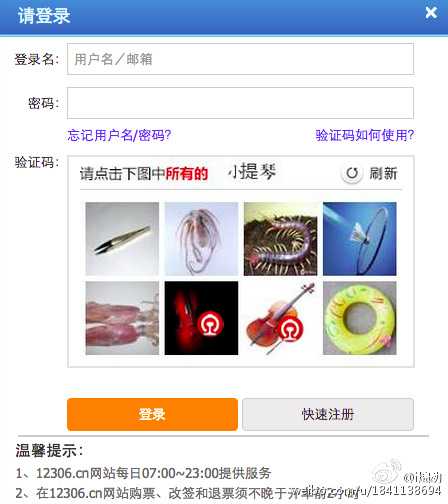 请登录
登录名: 用户名／邮箱
密码:
忘记用户名/密码? 验证码如何使用?
验证码: 请点击下图中所有的 小提琴 刷新
登录 快速注册
温馨提示:
1、12306.cn网站每日07:00~23:00提供服务
2、在12306.cn网站购票、改签和退票须不晚于开车前